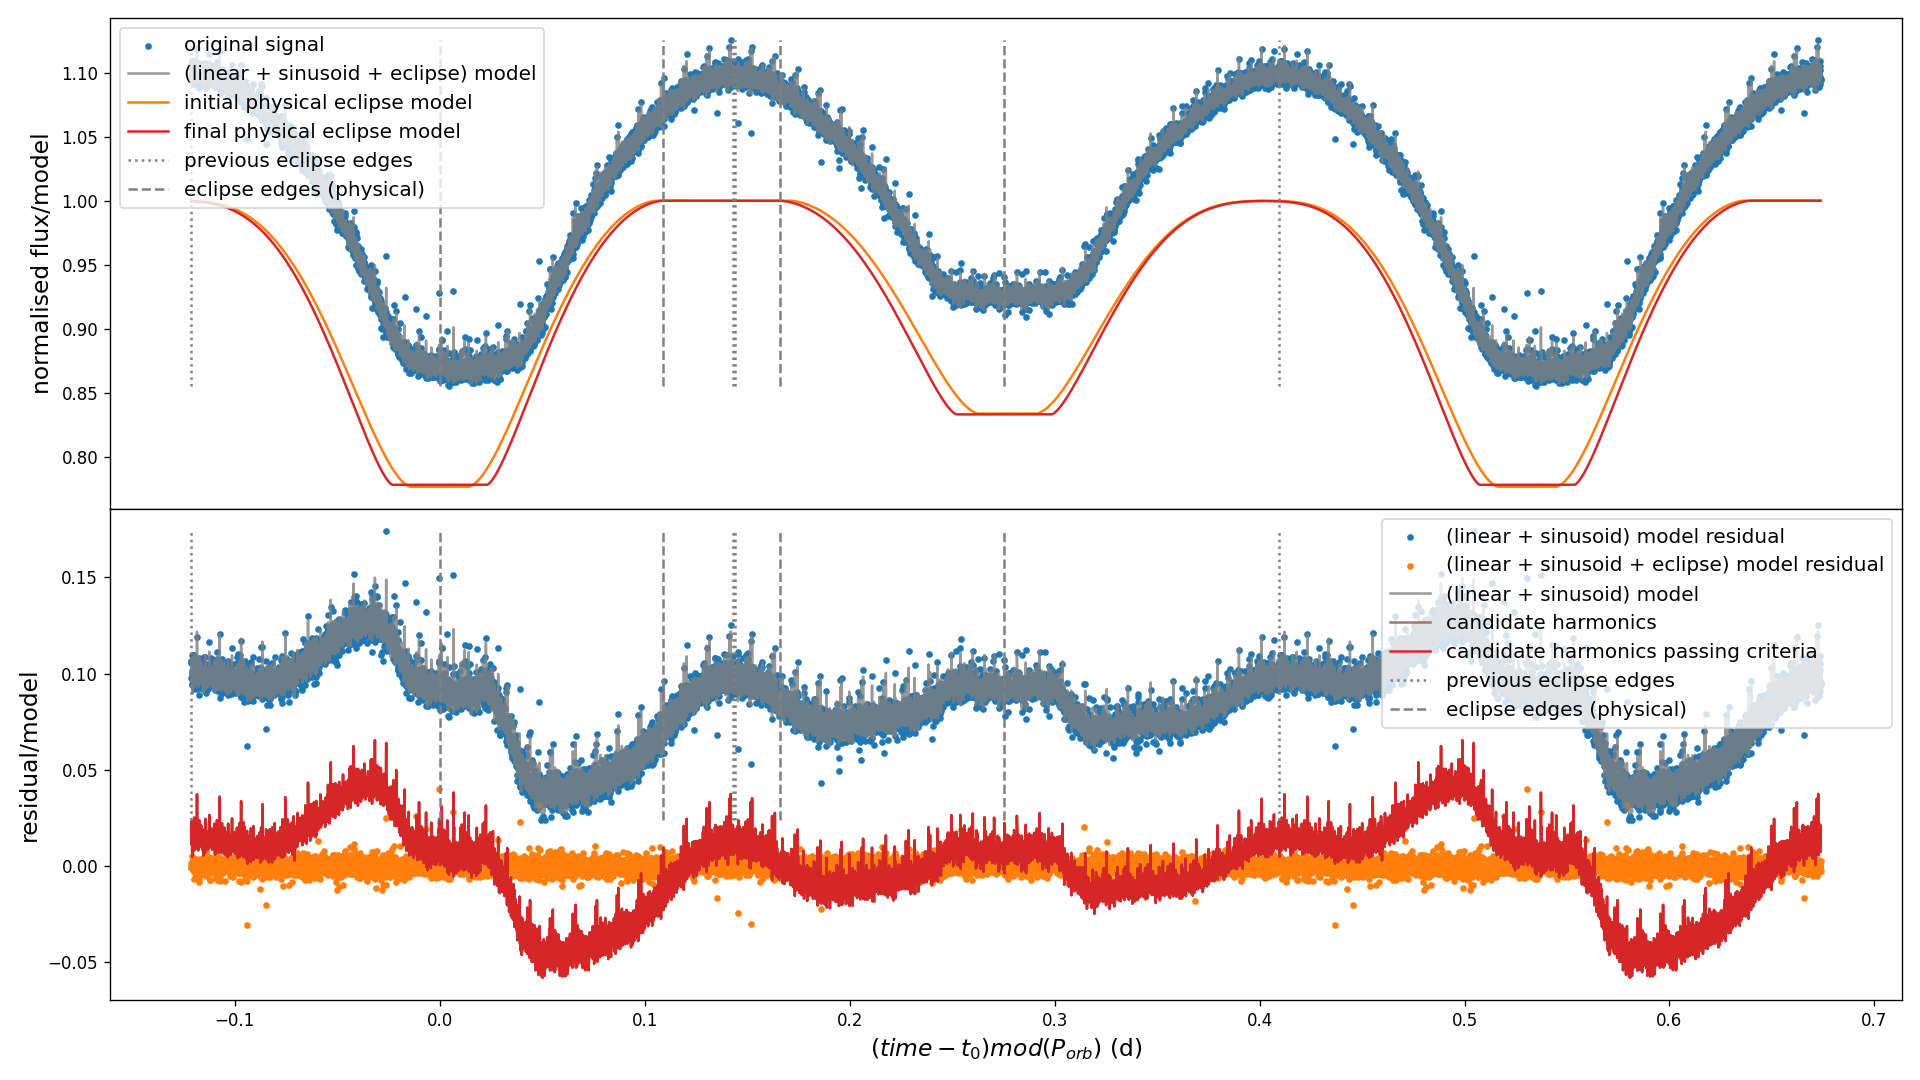 normalised flux/model
1.10
1.05
1.00
0.95
0.90
0.85
0.80
original signal
(linear + sinusoid + eclipse) model
initial physical eclipse model
final physical eclipse model
previous eclipse edges
eclipse edges (physical)
residual/model
0.15
0.10
0.05
0.00
−0.05
(linear + sinusoid) model residual
(linear + sinusoid + eclipse) model residual
(linear + sinusoid) model
candidate harmonics
candidate harmonics passing criteria
previous eclipse edges
eclipse edges (physical)
−0.1 0.0 0.1 0.2 0.3 0.4 0.5 0.6 0.7
(time − t₀)mod(P_orb) (d)